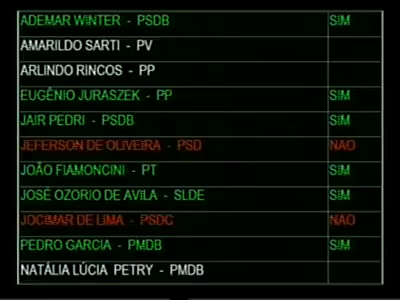 ADEMAR WINTER - PSDB SIM
AMARILDO SARTI - PV
ARLINDO RINCOS - PP
EUGÊNIO JURASZEK - PP SIM
JAIR PEDRI - PSDB SIM
JEFERSON DE OLIVEIRA - PSD NÃO
JOÃO FIAMONCINI - PT SIM
JOSÉ OZORIO DE AVILA - SLDE SIM
JOCIMAR DE LIMA - PSDC NÃO
PEDRO GARCIA - PMDB SIM
NATÁLIA LÚCIA PETRY - PMDB